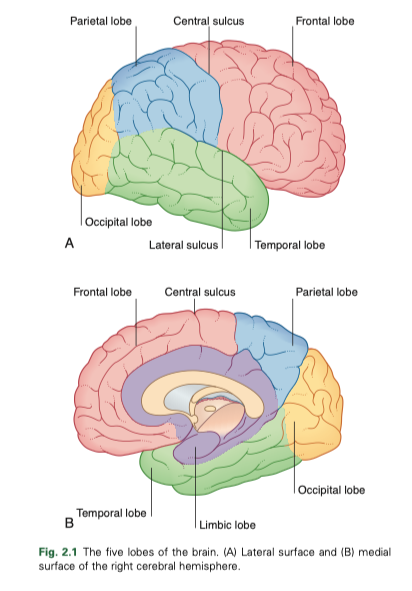 Parietal lobe
Central sulcus
Frontal lobe
Occipital lobe
A
Lateral sulcus
Temporal lobe
Frontal lobe
Central sulcus
Parietal lobe
Occipital lobe
Temporal lobe
B
Limbic lobe
Fig. 2.1 The five lobes of the brain. (A) Lateral surface and (B) medial
surface of the right cerebral hemisphere.